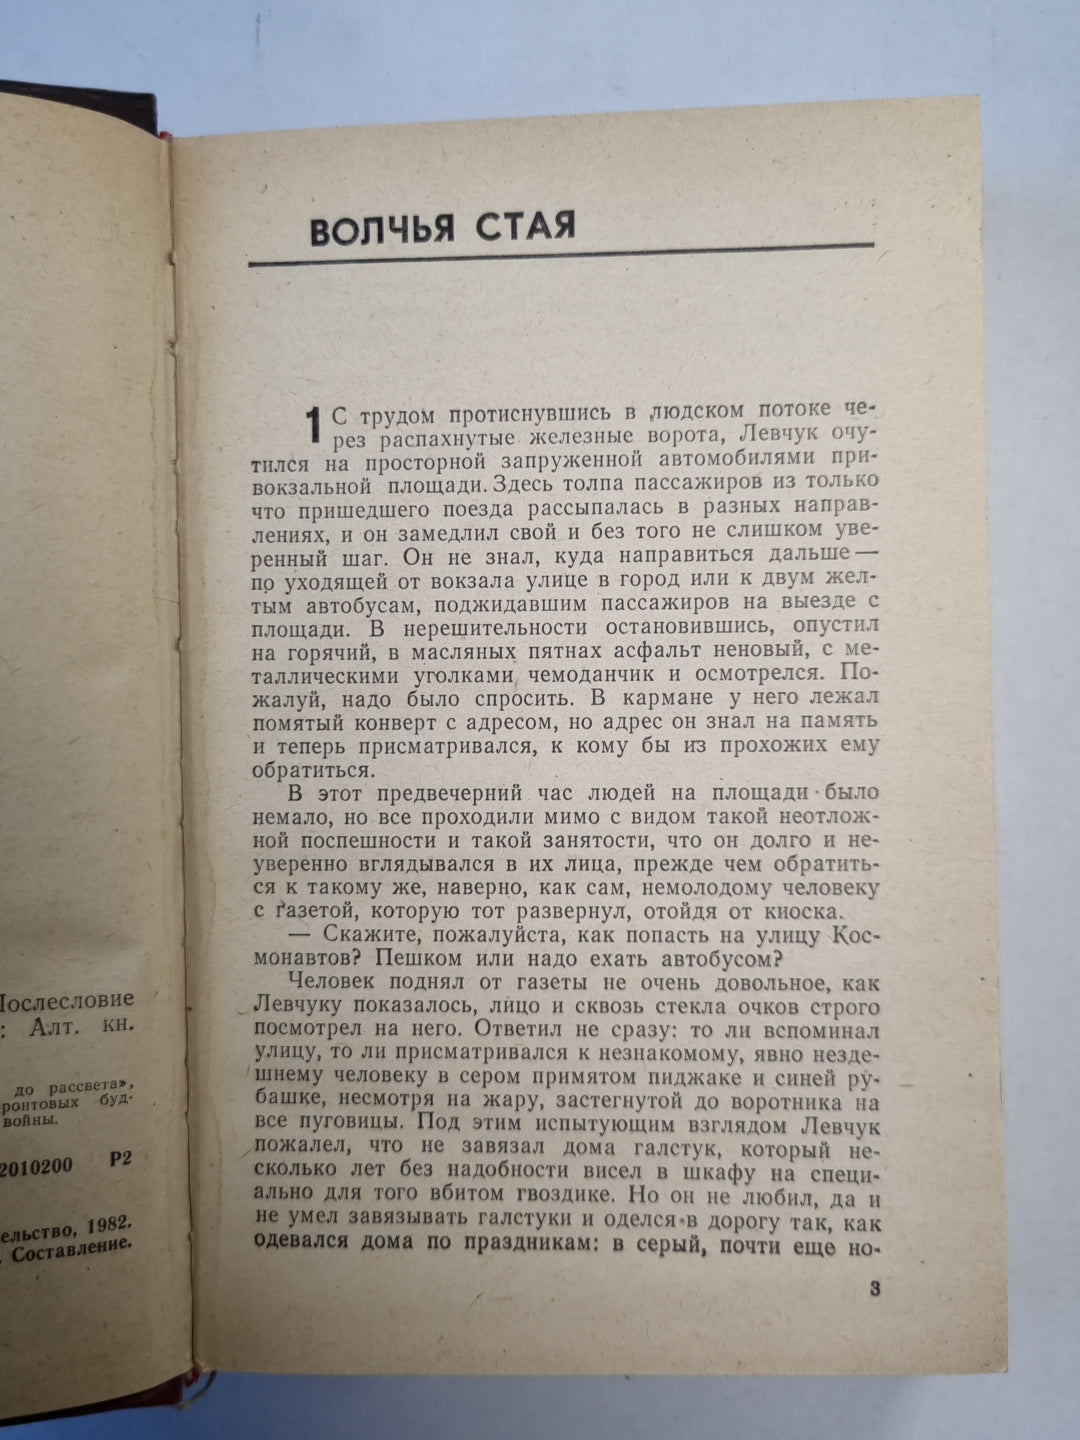 Послесловие
: Алт. кн.
до рассвета»,
ронтовых буд-
войны.
2010200 Р2
ельство, 1982.
Составление.
ВОЛЧЬЯ СТАЯ
1 С трудом протиснувшись в людском потоке че-
рез распахнутые железные ворота, Левчук очу-
тился на просторной запруженной автомобилями при-
вокзальной площади. Здесь толпа пассажиров из только
что пришедшего поезда рассыпалась в разных направ-
лениях, и он замедлил свой и без того не слишком уве-
ренный шаг. Он не знал, куда направиться дальше —
по уходящей от вокзала улице в город или к двум жел-
тым автобусам, поджидавшим пассажиров на выезде с
площади. В нерешительности остановившись, опустил
на горячий, в масляных пятнах асфальт неновый, с ме-
таллическими уголками чемоданчик и осмотрелся. По-
жалуй, надо было спросить. В кармане у него лежал
помятый конверт с адресом, но адрес он знал на память
и теперь присматривался, к кому бы из прохожих ему
обратиться.
В этот предвечерний час людей на площади было
немало, но все проходили мимо с видом такой неотлож-
ной поспешности и такой занятости, что он долго и не-
уверенно вглядывался в их лица, прежде чем обратить-
ся к такому же, наверно, как сам, немолодому человеку
с газетой, которую тот развернул, отойдя от киоска.
— Скажите, пожалуйста, как попасть на улицу Кос-
монавтов? Пешком или надо ехать автобусом?
Человек поднял от газеты не очень довольное, как
Левчуку показалось, лицо и сквозь стекла очков строго
посмотрел на него. Ответил не сразу: то ли вспоминал
улицу, то ли присматривался к незнакомому, явно незде-
шнему человеку в сером примятом пиджаке и синей ру-
башке, несмотря на жару, застегнутой до воротника на
все пуговицы. Под этим испытующим взглядом Левчук
пожалел, что не завязал дома галстук, который не-
сколько лет без надобности висел в шкафу на специ-
ально для того вбитом гвоздике. Но он не любил, да и
не умел завязывать галстуки и оделся в дорогу так, как
одевался дома по праздникам: в серый, почти еще но-
3